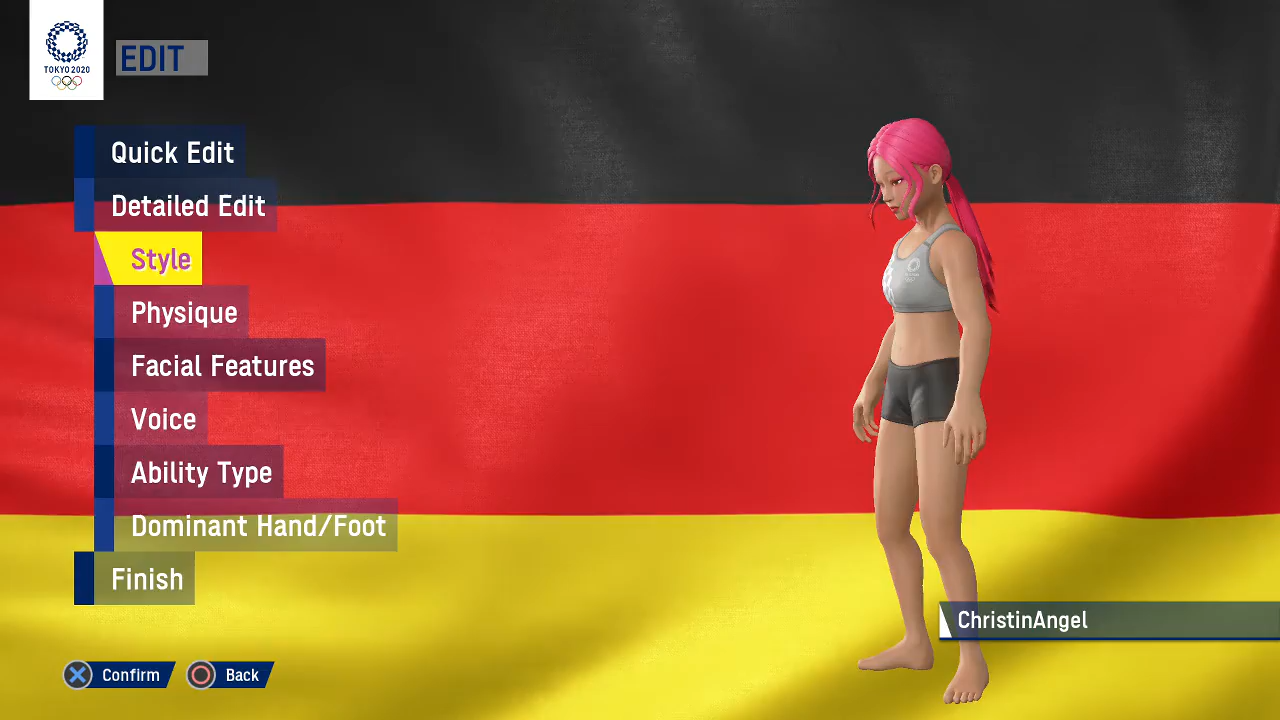 TOKYO 2020
EDIT
Quick Edit
Detailed Edit
Style
Physique
Facial Features
Voice
Ability Type
Dominant Hand/Foot
Finish
ChristinAngel
Confirm
Back